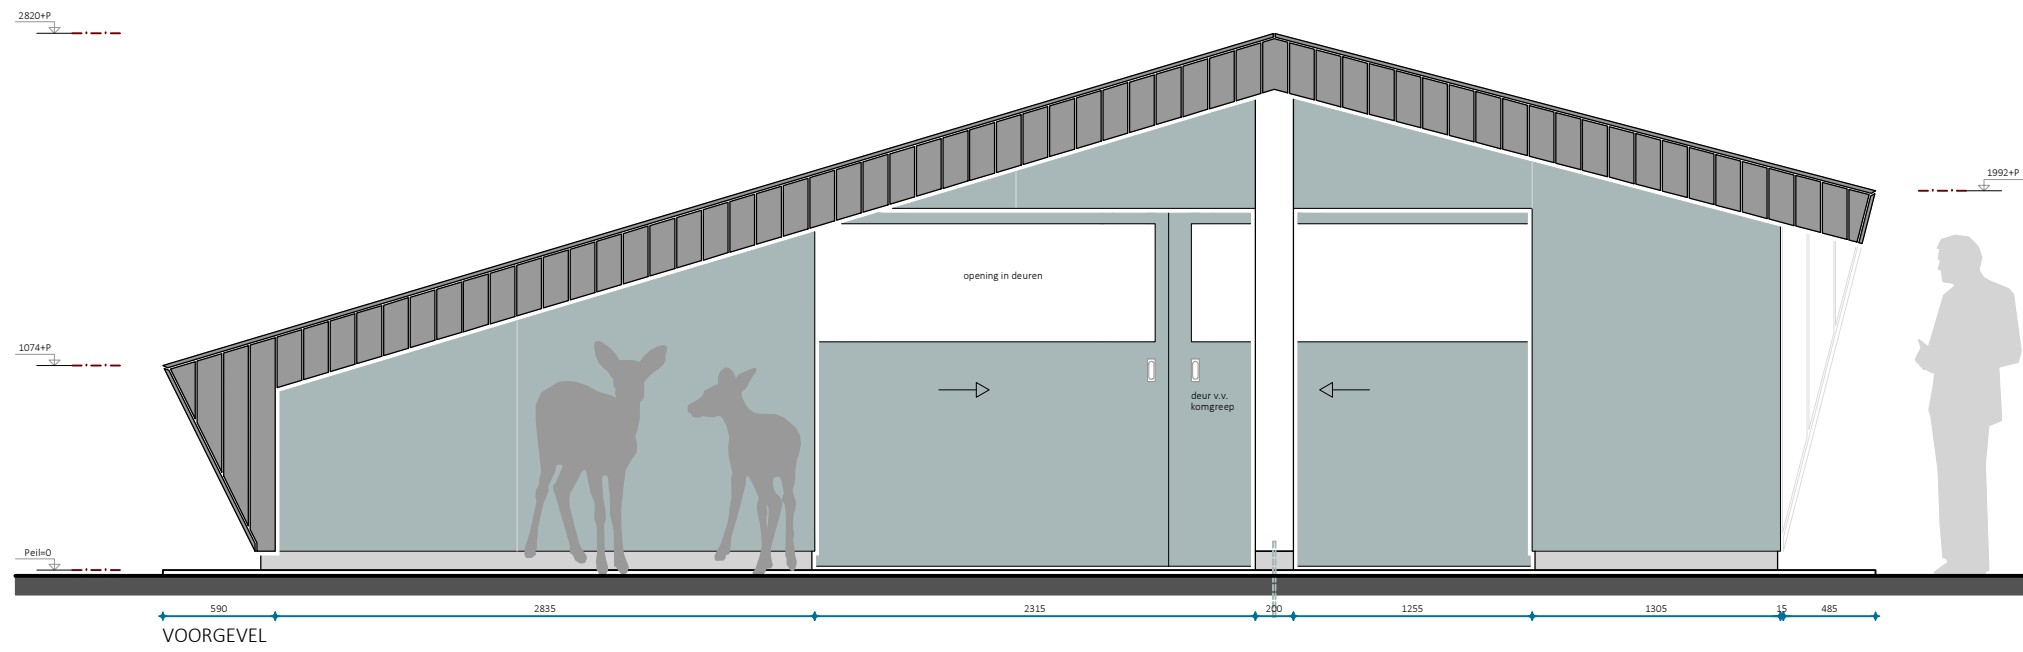 2820+P
1992+P
opening in deuren
1074+P
deur v.v.
komgreep
Peil=0
590
2835
2315
200
1255
1305
15
485
VOORGEVEL